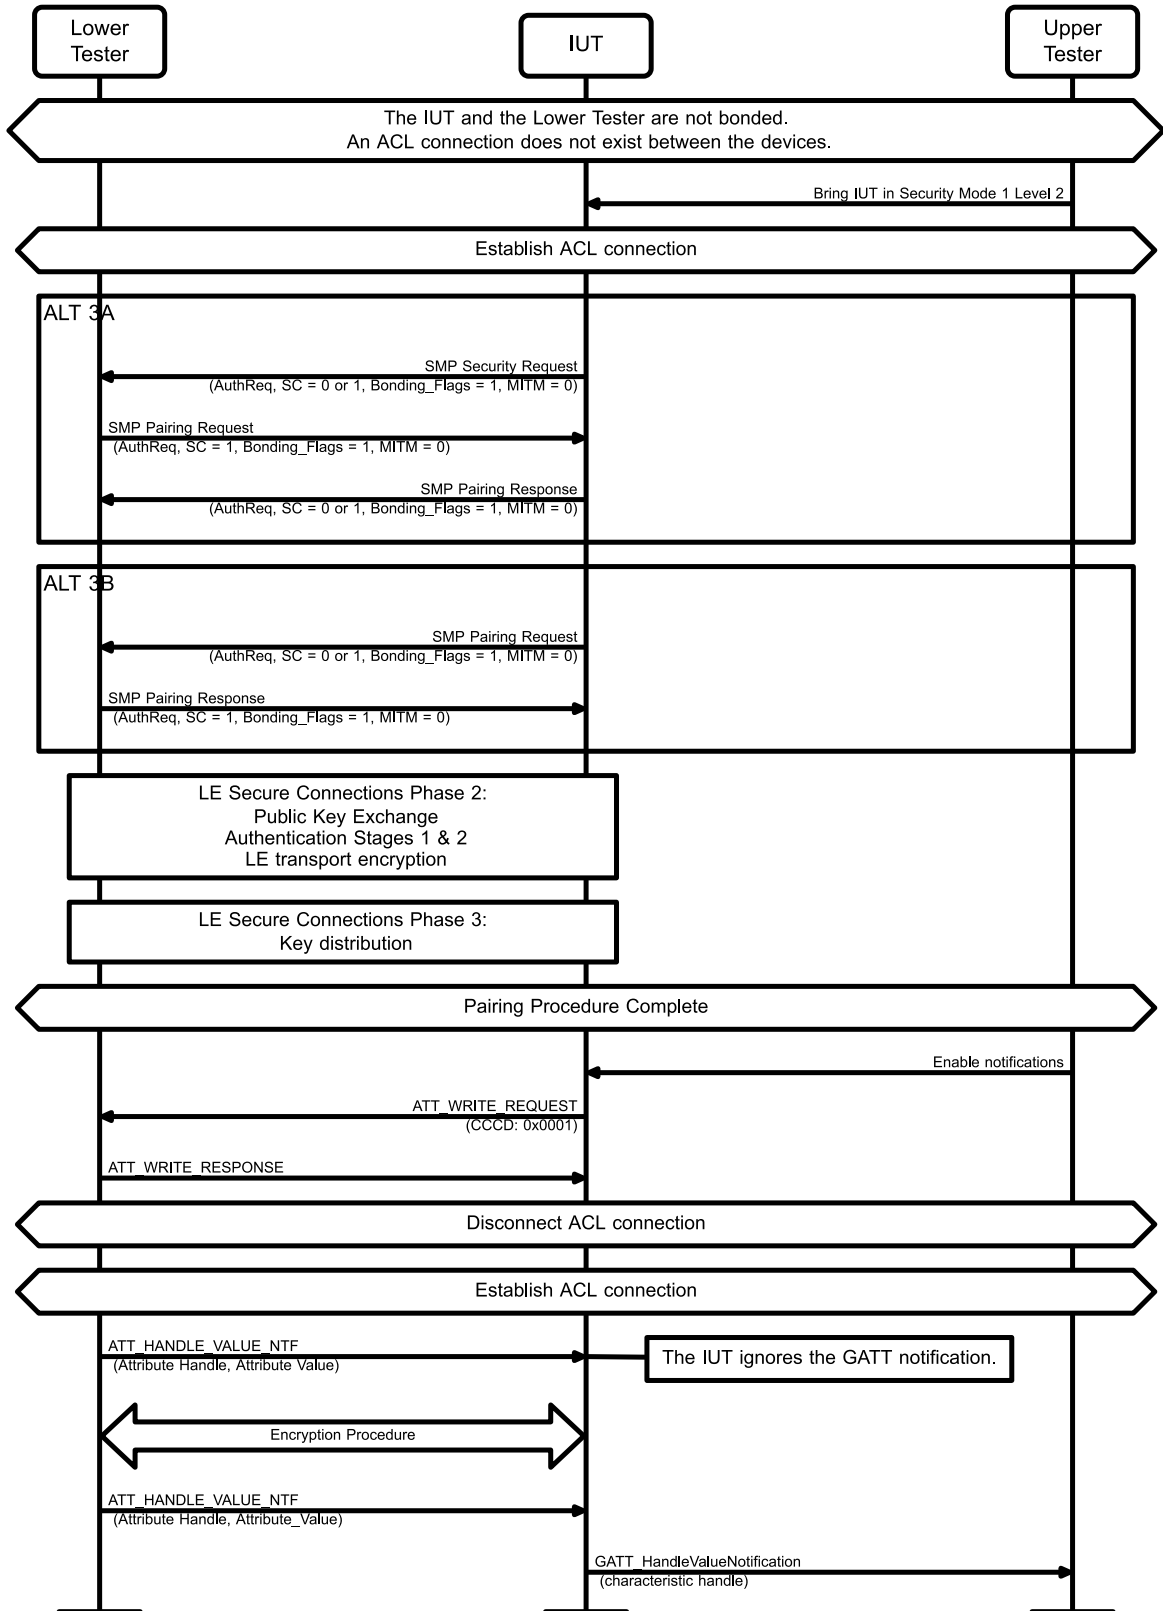 Lower
Tester
IUT
Upper
Tester
The IUT and the Lower Tester are not bonded.
An ACL connection does not exist between the devices.
Bring IUT in Security Mode 1 Level 2
Establish ACL connection
ALT 3A
SMP Security Request
(AuthReq, SC = 0 or 1, Bonding_Flags = 1, MITM = 0)
SMP Pairing Request
(AuthReq, SC = 1, Bonding_Flags = 1, MITM = 0)
SMP Pairing Response
(AuthReq, SC = 0 or 1, Bonding_Flags = 1, MITM = 0)
ALT 3B
SMP Pairing Request
(AuthReq, SC = 0 or 1, Bonding_Flags = 1, MITM = 0)
SMP Pairing Response
(AuthReq, SC = 1, Bonding_Flags = 1, MITM = 0)
LE Secure Connections Phase 2:
Public Key Exchange
Authentication Stages 1 & 2
LE transport encryption
LE Secure Connections Phase 3:
Key distribution
Pairing Procedure Complete
Enable notifications
ATT_WRITE_REQUEST
(CCCD: 0x0001)
ATT_WRITE_RESPONSE
Disconnect ACL connection
Establish ACL connection
ATT_HANDLE_VALUE_NTF
(Attribute Handle, Attribute Value)
The IUT ignores the GATT notification.
Encryption Procedure
ATT_HANDLE_VALUE_NTF
(Attribute Handle, Attribute_Value)
GATT_HandleValueNotification
(characteristic handle)